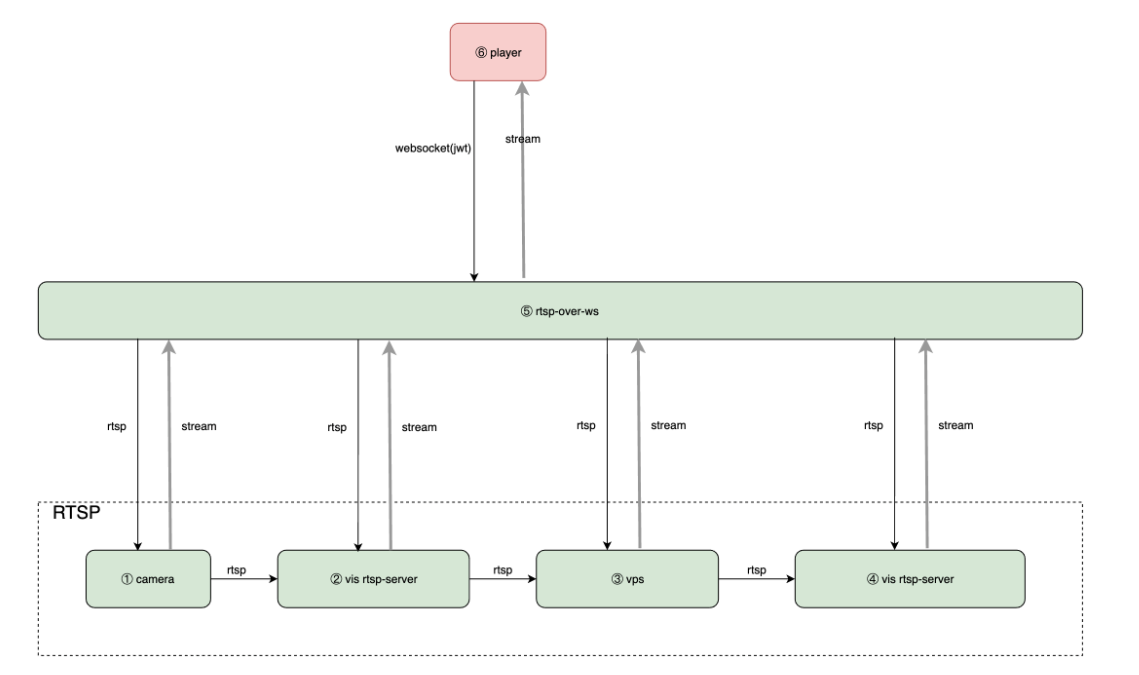 ⑥ player
websocket(jwt)
stream
⑤ rtsp-over-ws
rtsp
stream
rtsp
stream
rtsp
stream
rtsp
stream
RTSP
① camera
rtsp
② vis rtsp-server
rtsp
③ vps
rtsp
④ vis rtsp-server